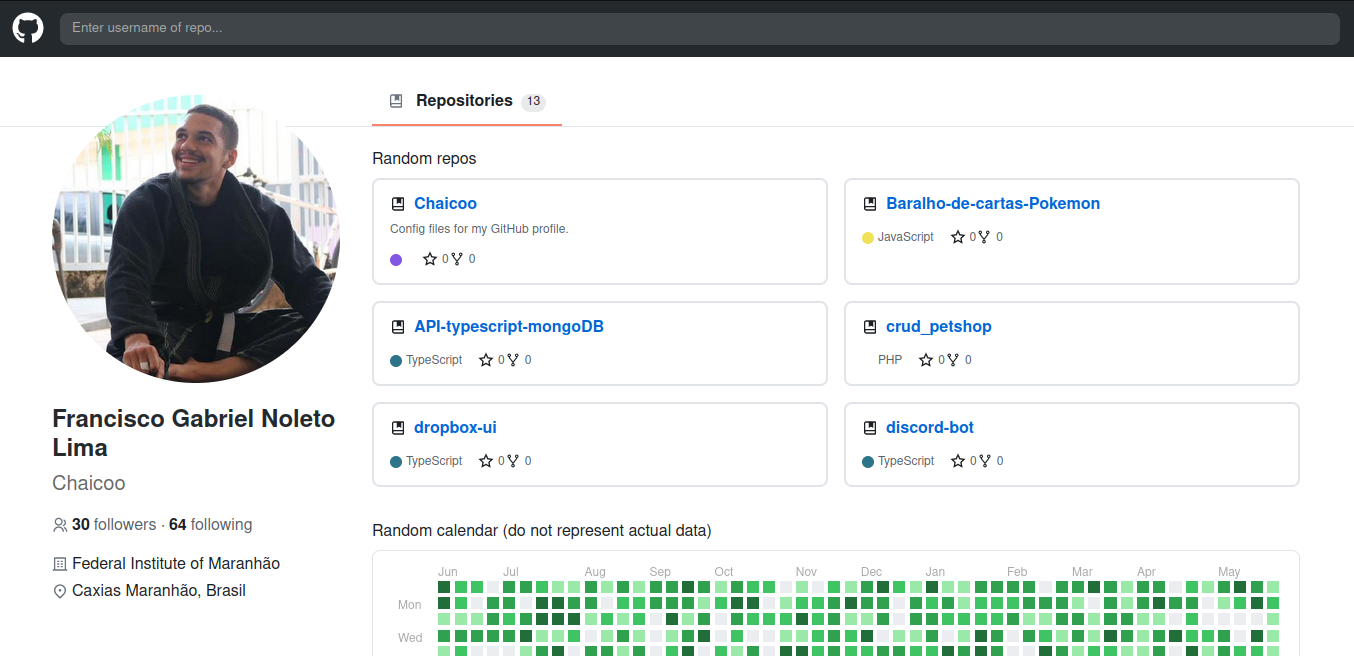 Enter username of repo...
Repositories 13
Random repos
Chaicoo
Config files for my GitHub profile.
0 0
Baralho-de-cartas-Pokemon
JavaScript 0 0
API-typescript-mongoDB
TypeScript 0 0
crud_petshop
PHP 0 0
dropbox-ui
TypeScript 0 0
discord-bot
TypeScript 0 0
Francisco Gabriel Noleto
Lima
Chaicoo
30 followers · 64 following
Federal Institute of Maranhão
Caxias Maranhão, Brasil
Random calendar (do not represent actual data)
Jun Jul Aug Sep Oct Nov Dec Jan Feb Mar Apr May
Mon
Wed